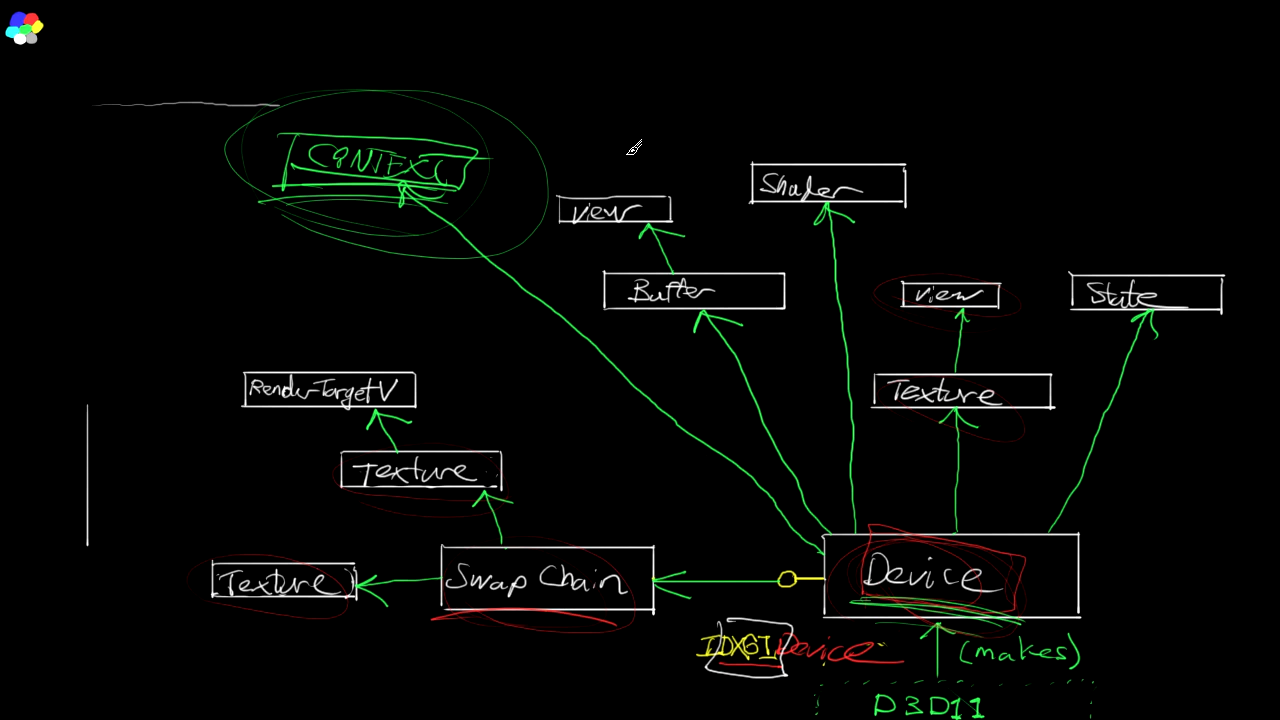 CONTEXT
Shader
view
Buffer
view
State
Texture
RenderTargetV
Texture
Texture
Swap Chain
Device
IDXGIDevice
(makes)
D3D11